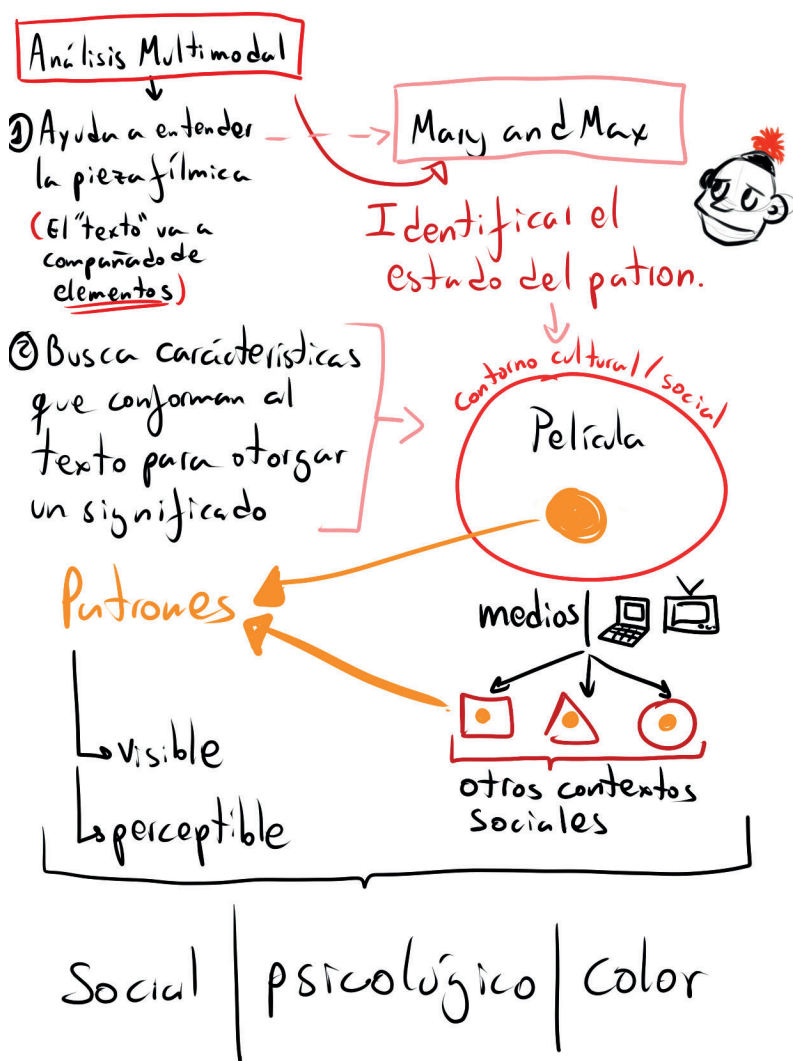 Análisis Multimodal
① Ayuda a entender
la pieza fílmica
(El "texto" va a
compañado de
elementos)
Mary and Max
Identificar el
estado del patron.
② Busca carácterísticas
que conforman al
texto para otorgar
un significado
contorno cultural / social
Película
Patrones
medios
visible
perceptible
otros contextos
sociales
Social | psicológico | Color